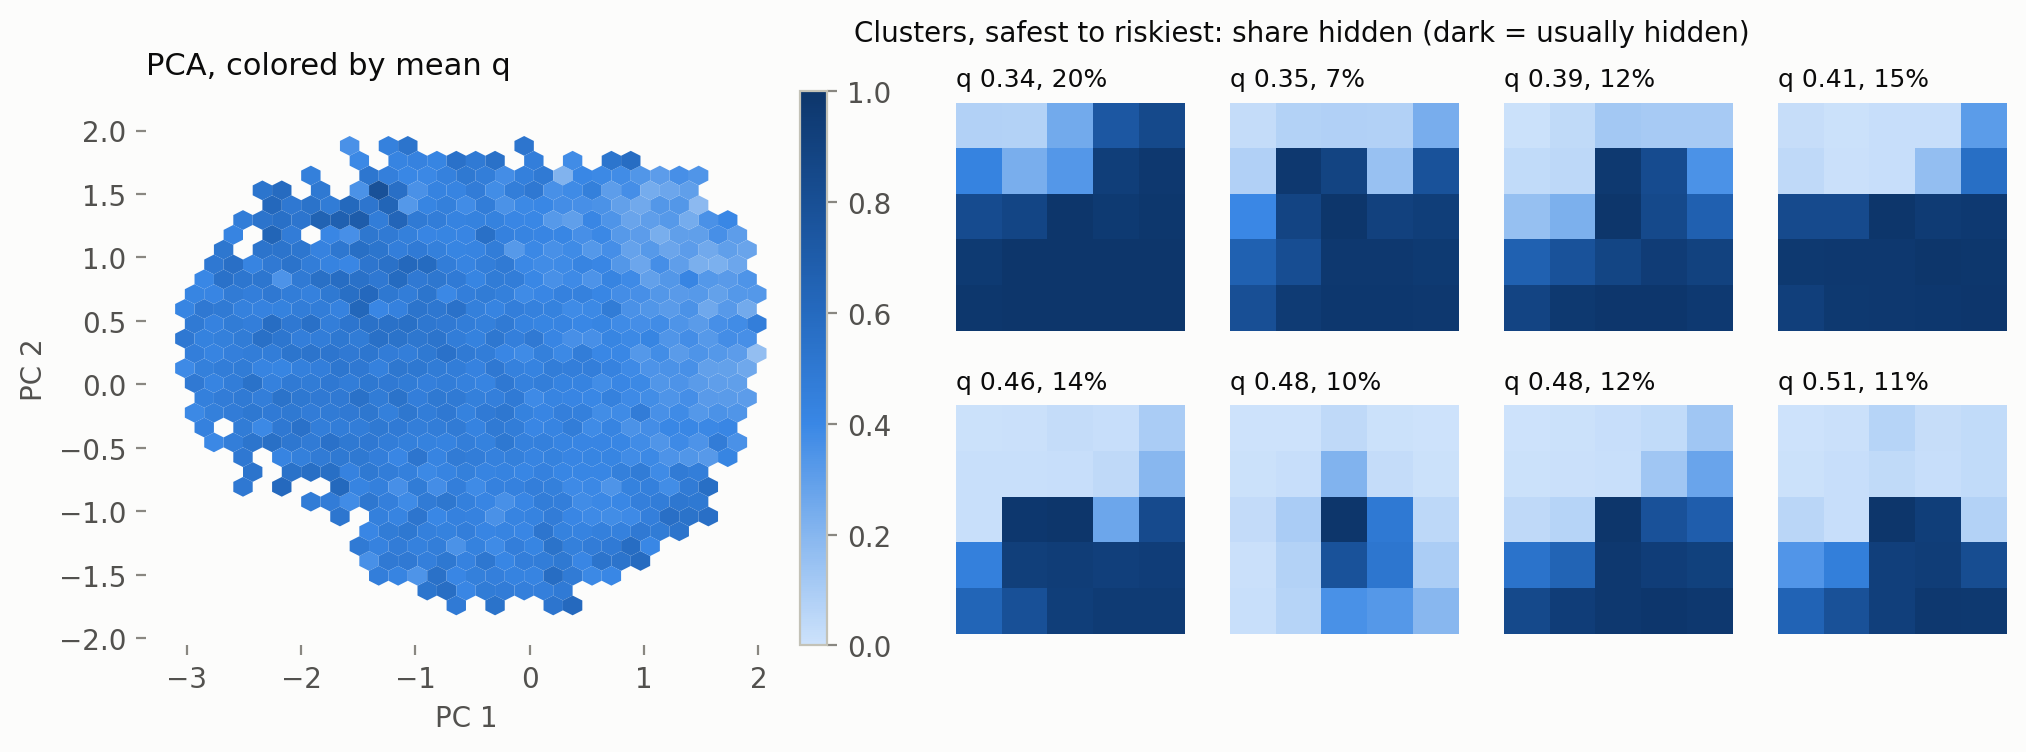 Clusters, safest to riskiest: share hidden (dark = usually hidden)
PCA, colored by mean q
q 0.34, 20%
q 0.35, 7%
q 0.39, 12%
q 0.41, 15%
q 0.46, 14%
q 0.48, 10%
q 0.48, 12%
q 0.51, 11%
PC 2
2.0
1.5
1.0
0.5
0.0
−0.5
−1.0
−1.5
−2.0
−3
−2
−1
0
1
2
PC 1
1.0
0.8
0.6
0.4
0.2
0.0